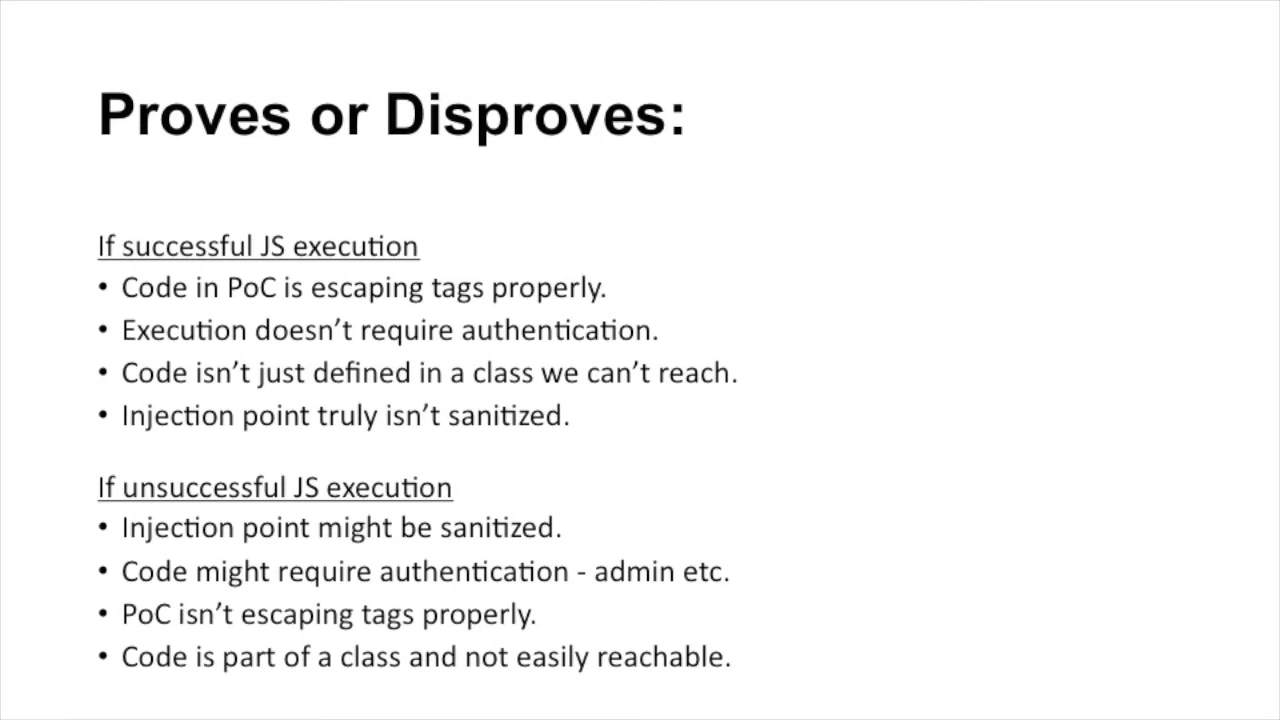 Proves or Disproves:
If successful JS execution
• Code in PoC is escaping tags properly.
• Execution doesn’t require authentication.
• Code isn’t just defined in a class we can’t reach.
• Injection point truly isn’t sanitized.
If unsuccessful JS execution
• Injection point might be sanitized.
• Code might require authentication - admin etc.
• PoC isn’t escaping tags properly.
• Code is part of a class and not easily reachable.